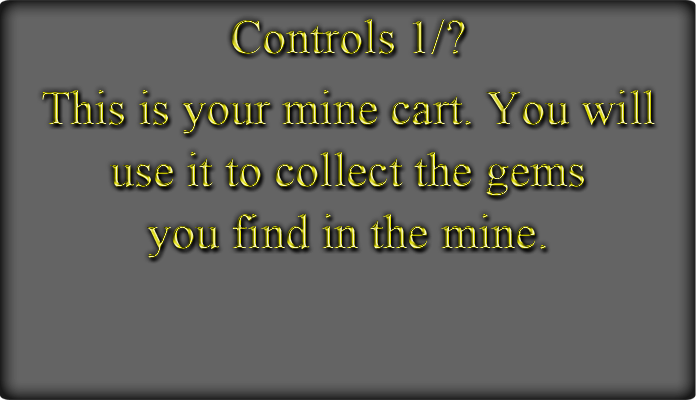 Controls 1/?
This is your mine cart. You will
use it to collect the gems
you find in the mine.